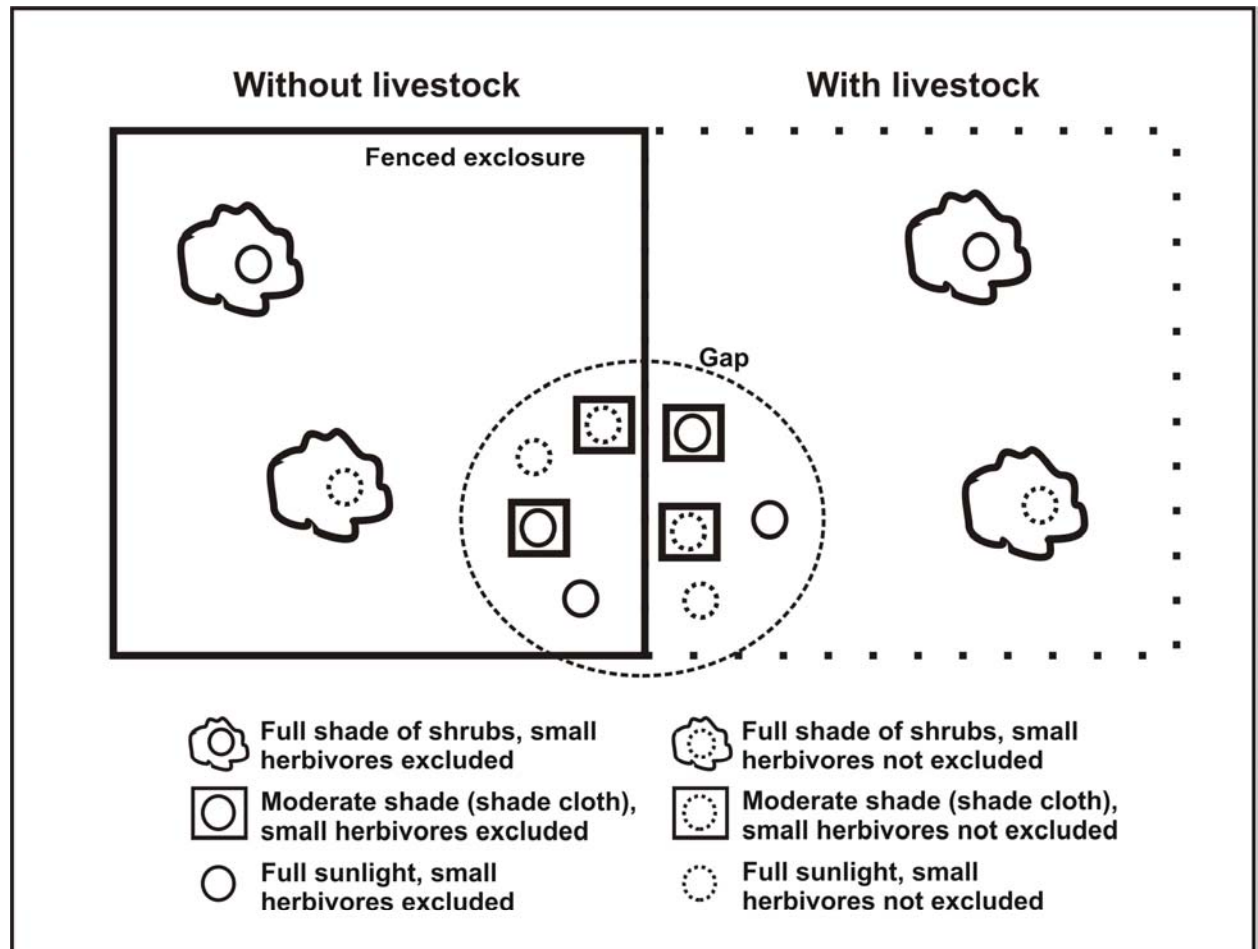 Without livestock
With livestock
Fenced exclosure
Gap
Full shade of shrubs, small
herbivores excluded
Full shade of shrubs, small
herbivores not excluded
Moderate shade (shade cloth),
small herbivores excluded
Moderate shade (shade cloth),
small herbivores not excluded
Full sunlight, small
herbivores excluded
Full sunlight, small
herbivores not excluded